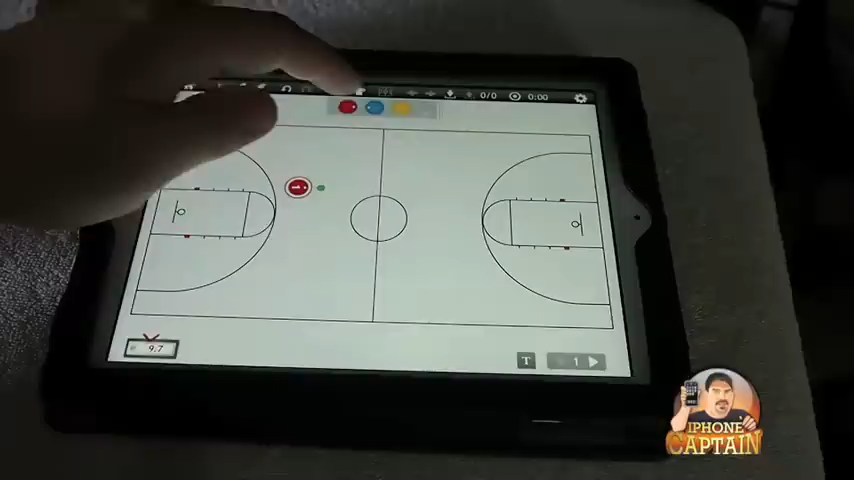 0/0 0:00
1
9.7
T 1
IPHONE
CAPTAIN